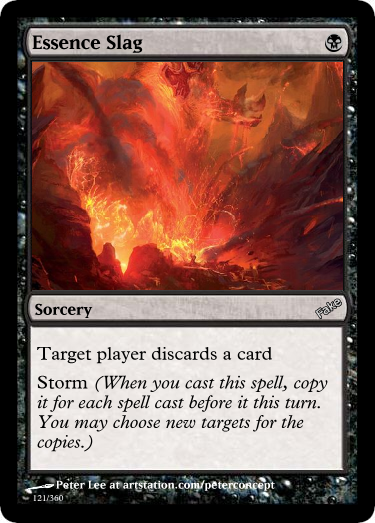 Essence Slag
Sorcery
Fake
Target player discards a card
Storm (When you cast this spell, copy
it for each spell cast before it this turn.
You may choose new targets for the
copies.)
Peter Lee at artstation.com/peterconcept
121/360